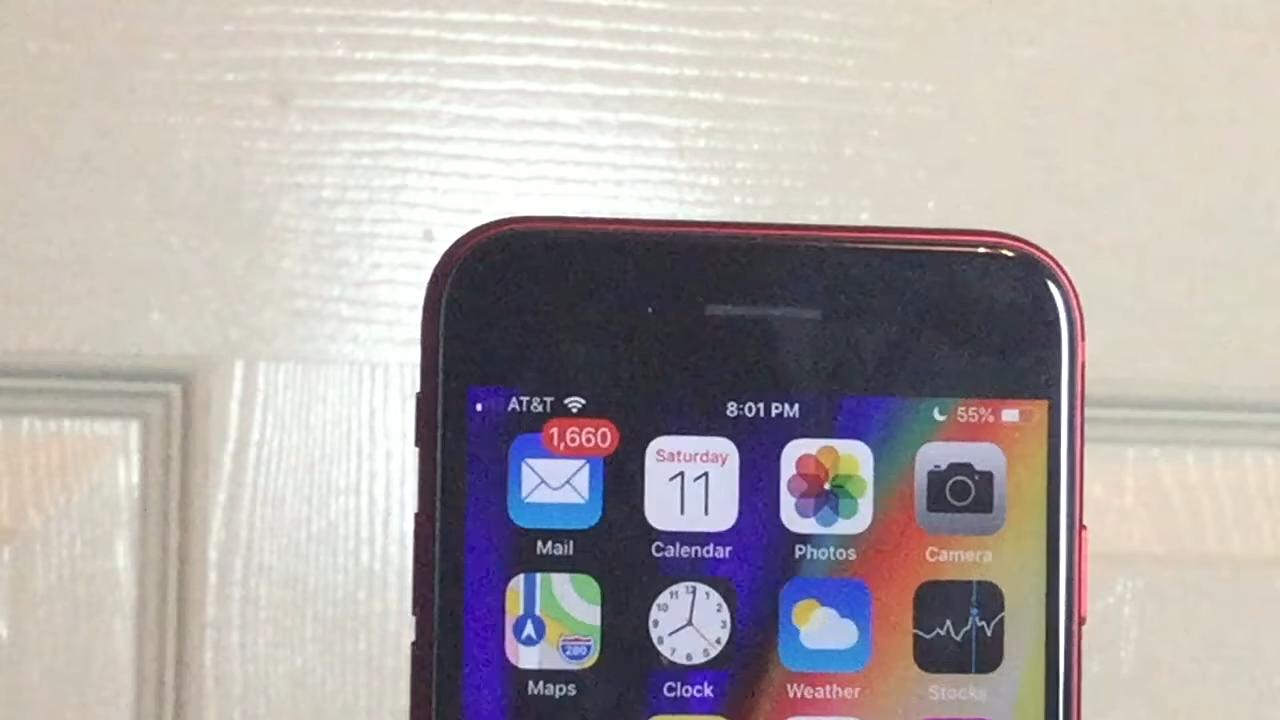 AT&T 8:01 PM 55%
1,660
Saturday
11
Mail Calendar Photos Camera
280
Maps Clock Weather Stocks